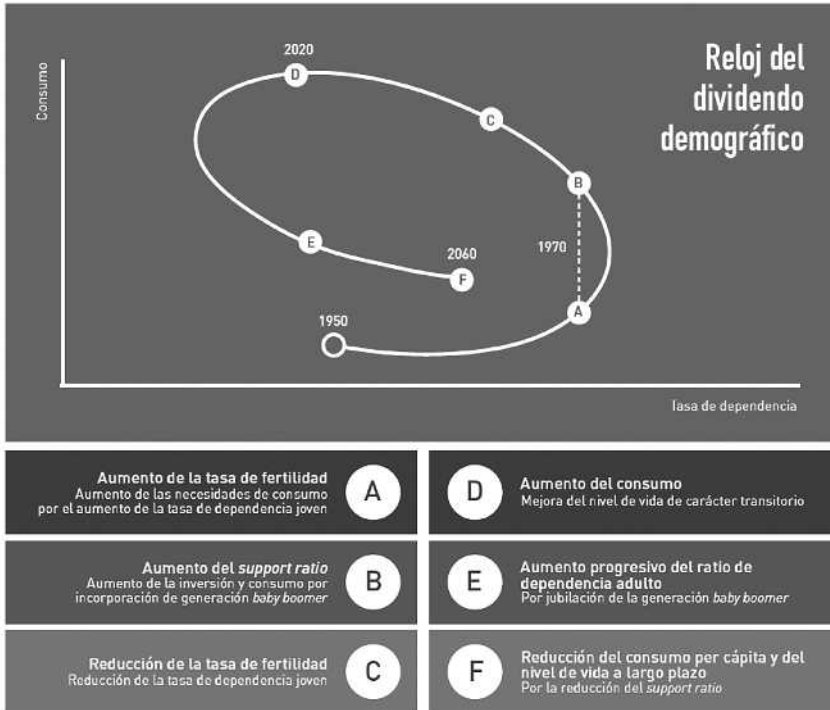 Reloj del
dividendo
demográfico
Consumo
2020
D
C
B
E
2060
F
1970
A
1950
Tasa de dependencia
Aumento de la tasa de fertilidad
Aumento de las necesidades de consumo
por el aumento de la tasa de dependencia joven
A
Aumento del support ratio
Aumento de la inversión y consumo por
incorporación de generación baby boomer
B
Reducción de la tasa de fertilidad
Reducción de la tasa de dependencia joven
C
D
Aumento del consumo
Mejora del nivel de vida de carácter transitorio
E
Aumento progresivo del ratio de
dependencia adulto
Por jubilación de la generación baby boomer
F
Reducción del consumo per cápita y del
nivel de vida a largo plazo
Por la reducción del support ratio